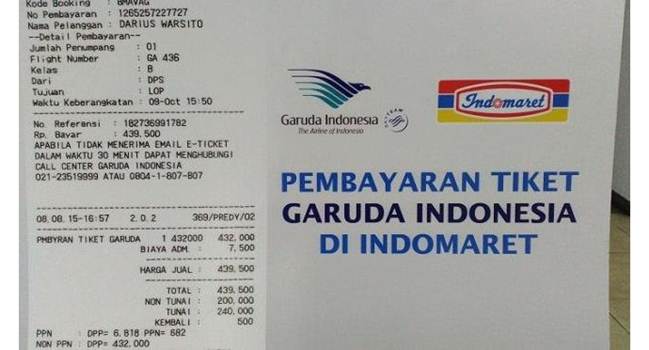 Kode Booking : 8MAVAG
No Pembayaran : 1265257227727
Nama Pelanggan : DARIUS WARSITO
--Detail Pembayaran--
Jumlah Penumpang : 01
Flight Number : GA 436
Kelas : B
Dari : DPS
Tujuan : LOP
Waktu Keberangkatan : 09-Oct 15:50
No. Referensi : 182736991782
Rp. Bayar : 439,500
APABILA TIDAK MENERIMA EMAIL E-TICKET
DALAM WAKTU 30 MENIT DAPAT MENGHUBUNGI
CALL CENTER GARUDA INDONESIA
021-23519999 ATAU 0804-1-807-807
08.08.15-16:57 2.0.2 369/PREDY/02
PMBYRAN TIKET GARUDA 1 432000 432,000
BIAYA ADM. : 7,500
HARGA JUAL : 439,500
TOTAL : 439,500
NON TUNAI : 200,000
TUNAI : 240,000
KEMBALI : 500
PPN : DPP= 6,818 PPN= 682
NON PPN : DPP= 432,000
Garuda Indonesia
The Airline of Indonesia
SKYTEAM
Indomaret
PEMBAYARAN TIKET
GARUDA INDONESIA
DI INDOMARET